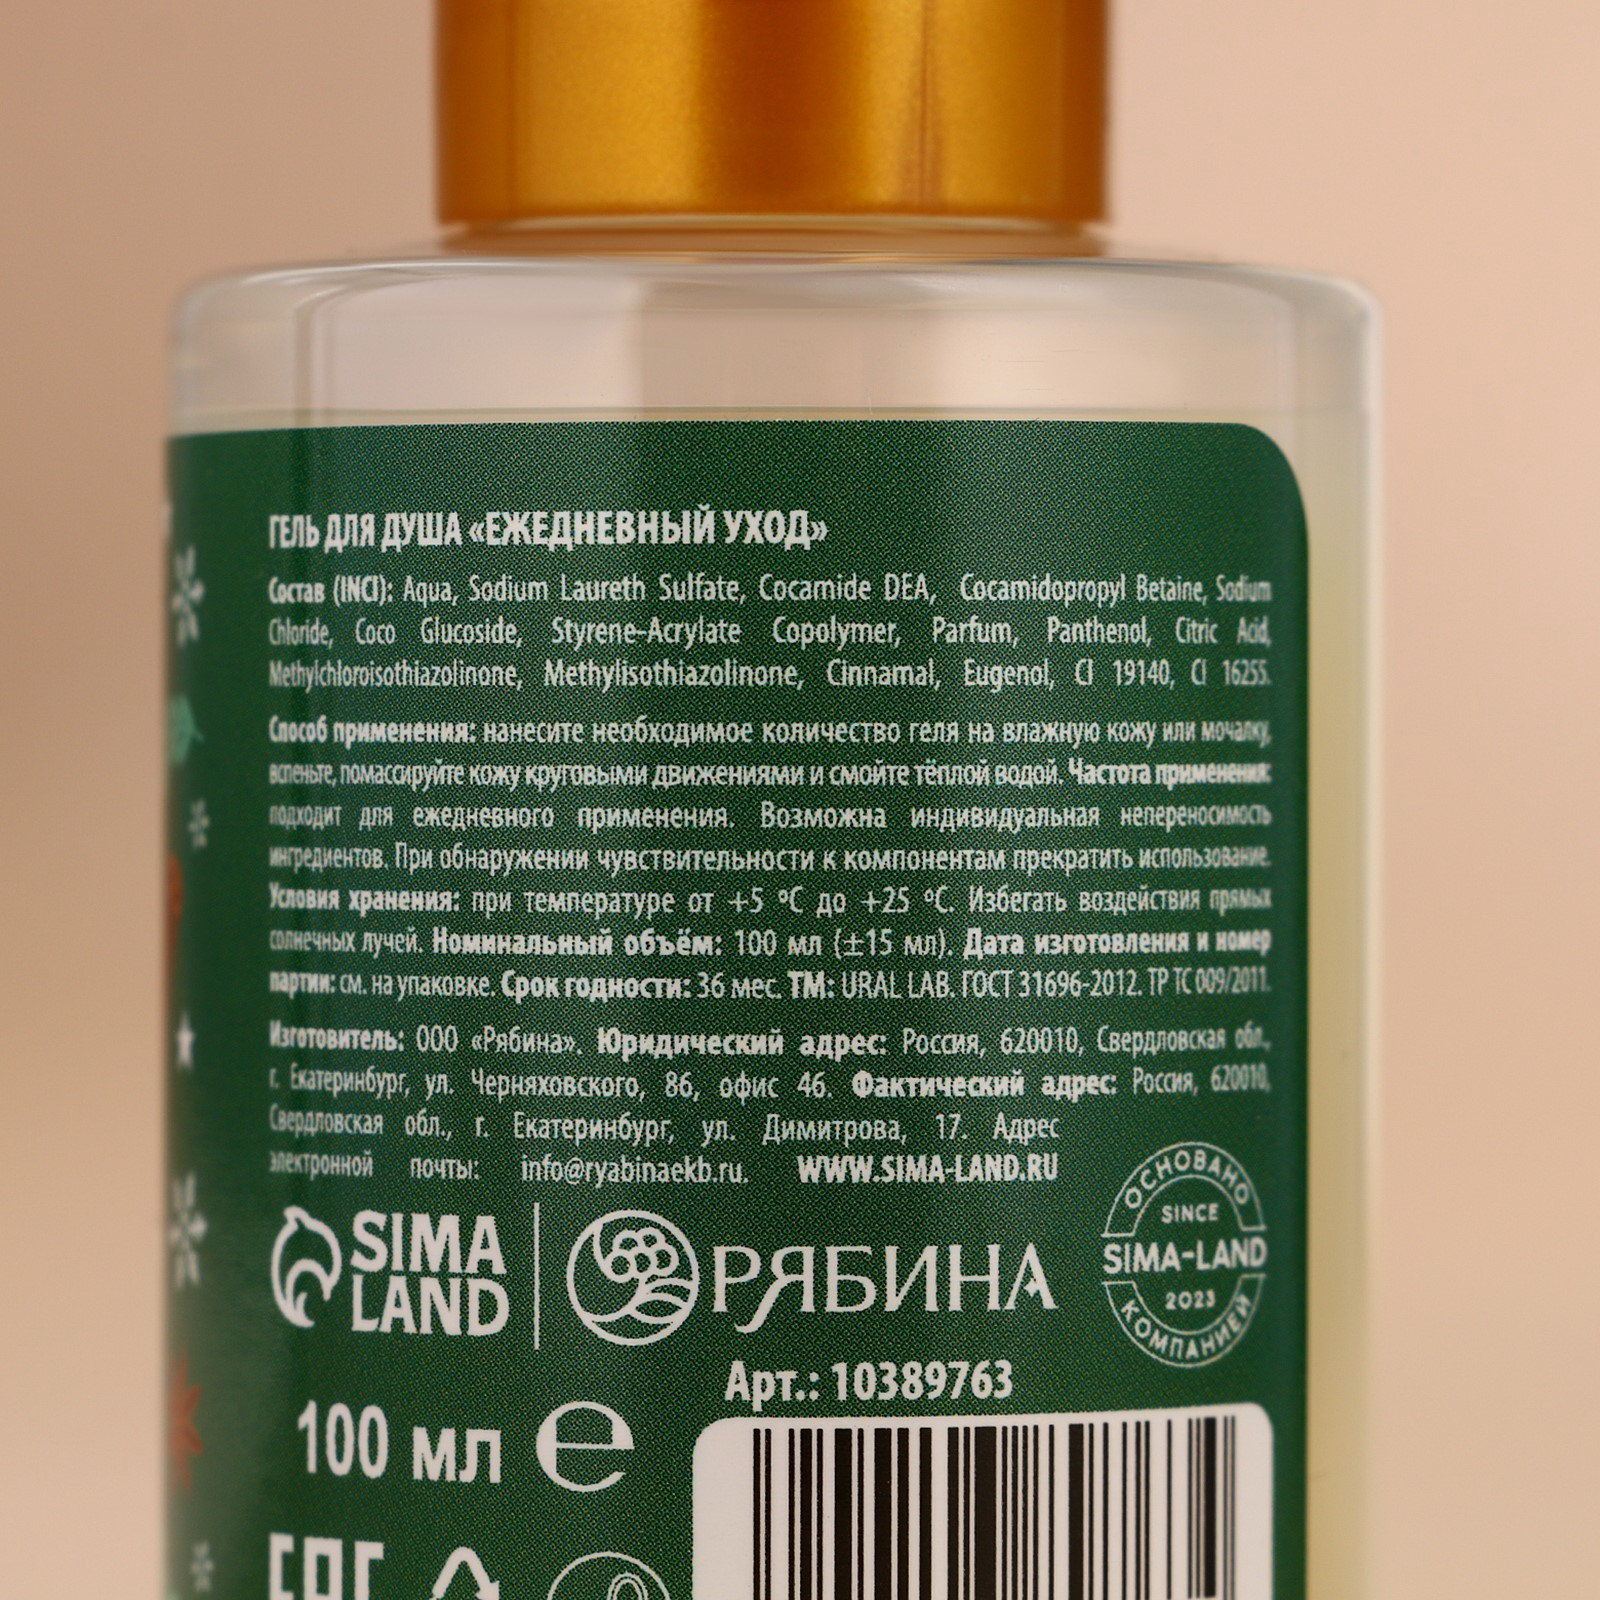 ГЕЛЬ ДЛЯ ДУША «ЕЖЕДНЕВНЫЙ УХОД»
Состав (INCI): Aqua, Sodium Laureth Sulfate, Cocamide DEA, Cocamidopropyl Betaine, Sodium
Chloride, Coco Glucoside, Styrene-Acrylate Copolymer, Parfum, Panthenol, Citric Acid,
Methylchloroisothiazolinone, Methylisothiazolinone, Cinnamal, Eugenol, CI 19140, CI 16255.
Способ применения: нанесите необходимое количество геля на влажную кожу или мочалку,
вспеньте, помассируйте кожу круговыми движениями и смойте тёплой водой. Частота применения:
подходит для ежедневного применения. Возможна индивидуальная непереносимость
ингредиентов. При обнаружении чувствительности к компонентам прекратить использование.
Условия хранения: при температуре от +5 °C до +25 °C. Избегать воздействия прямых
солнечных лучей. Номинальный объём: 100 мл (±15 мл). Дата изготовления и номер
партии: см. на упаковке. Срок годности: 36 мес. ТМ: URAL LAB. ГОСТ 31696-2012. ТР ТС 009/2011.
Изготовитель: ООО «Рябина». Юридический адрес: Россия, 620010, Свердловская обл.,
г. Екатеринбург, ул. Черняховского, 86, офис 46. Фактический адрес: Россия, 620010,
Свердловская обл., г. Екатеринбург, ул. Димитрова, 17. Адрес
электронной почты: info@ryabinaekb.ru. WWW.SIMA-LAND.RU
SIMA
LAND
РЯБИНА
ОСНОВАНО
SINCE
SIMA-LAND
2023
КОМПАНИЕЙ
Арт.: 10389763
100 мл e
EAC